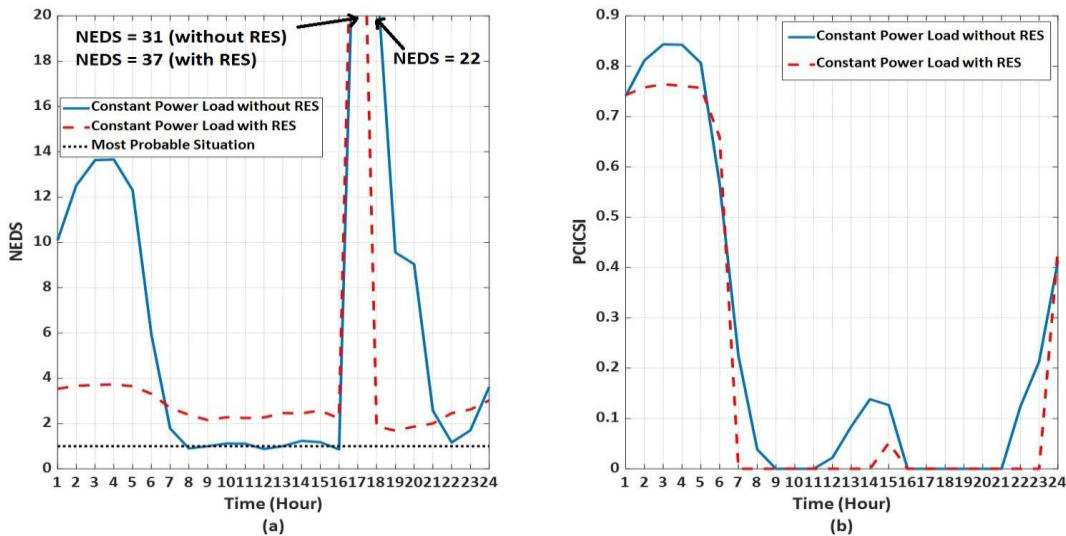 NEDS = 31 (without RES)
NEDS = 37 (with RES)
NEDS = 22
Constant Power Load without RES
Constant Power Load with RES
Most Probable Situation
20
18
16
14
12
10
8
6
4
2
0
NEDS
1 2 3 4 5 6 7 8 9 10 11 12 13 14 15 16 17 18 19 20 21 22 23 24
Time (Hour)
(a)
Constant Power Load without RES
Constant Power Load with RES
0.9
0.8
0.7
0.6
0.5
0.4
0.3
0.2
0.1
0
PCICSI
1 2 3 4 5 6 7 8 9 10 11 12 13 14 15 16 17 18 19 20 21 22 23 24
Time (Hour)
(b)